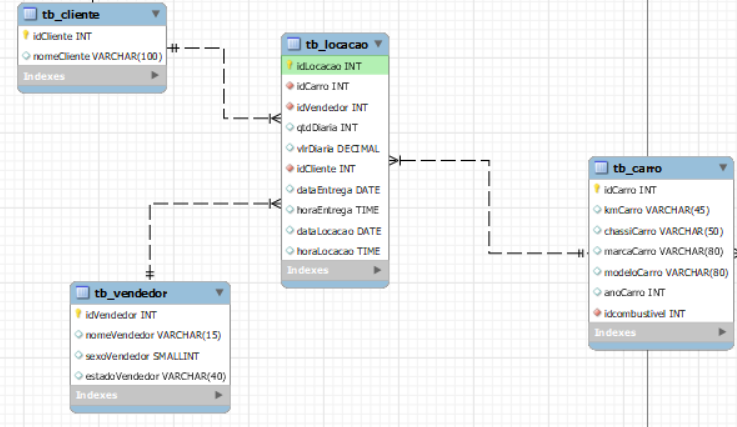 tb_cliente
idCliente INT
nomeCliente VARCHAR(100)
Indexes
tb_locacao
idLocacao INT
idCarro INT
idVendedor INT
qtdDiaria INT
vlrDiaria DECIMAL
idCliente INT
dataEntrega DATE
horaEntrega TIME
dataLocacao DATE
horaLocacao TIME
Indexes
tb_carro
idCarro INT
kmCarro VARCHAR(45)
chassiCarro VARCHAR(50)
marcaCarro VARCHAR(80)
modeloCarro VARCHAR(80)
anoCarro INT
idcombustivel INT
Indexes
tb_vendedor
idVendedor INT
nomeVendedor VARCHAR(15)
sexoVendedor SMALLINT
estadoVendedor VARCHAR(40)
Indexes